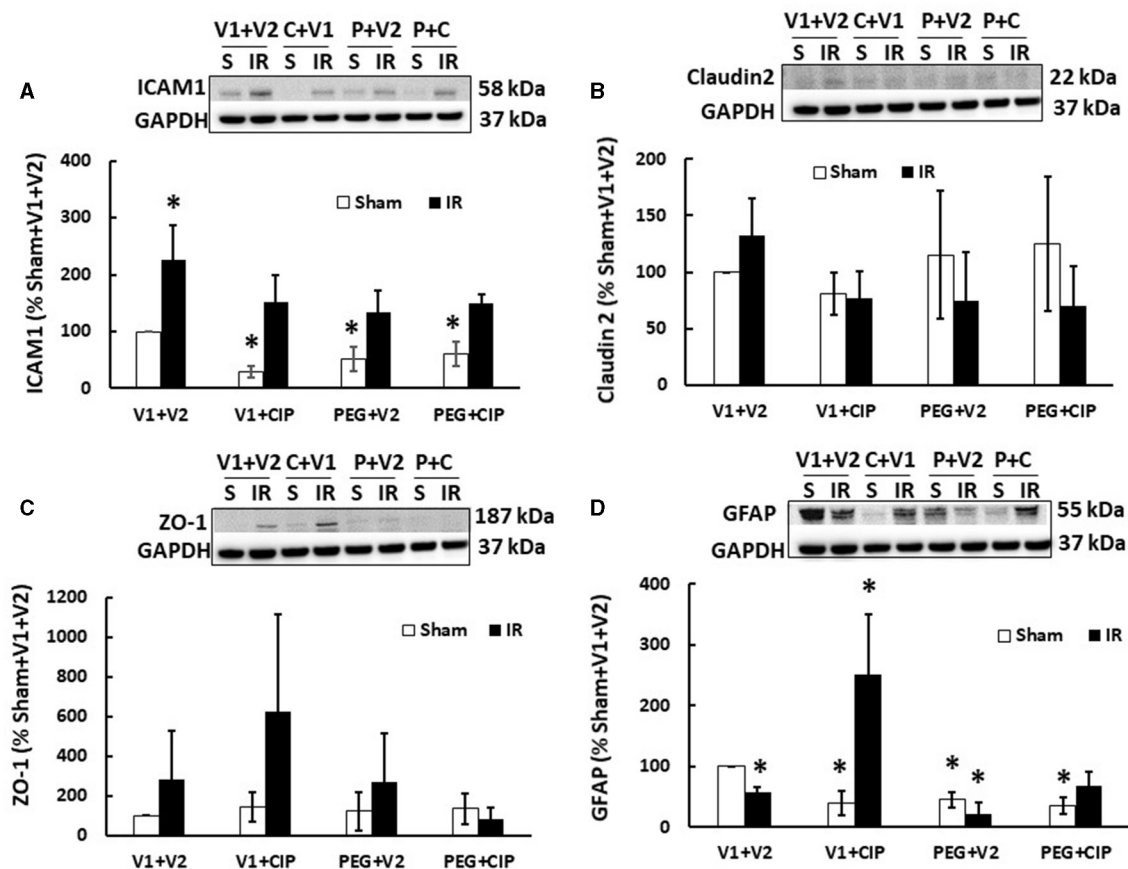 A
V1+V2 C+V1 P+V2 P+C
S IR S IR S IR S IR
ICAM1 58 kDa
GAPDH 37 kDa
ICAM1 (% Sham+V1+V2)
400
300
200
100
0
Sham IR
*
*
*
*
V1+V2 V1+CIP PEG+V2 PEG+CIP
B
V1+V2 C+V1 P+V2 P+C
S IR S IR S IR S IR
Claudin2 22 kDa
GAPDH 37 kDa
Claudin 2 (% Sham+V1+V2)
200
150
100
50
0
Sham IR
V1+V2 V1+CIP PEG+V2 PEG+CIP
C
V1+V2 C+V1 P+V2 P+C
S IR S IR S IR S IR
ZO-1 187 kDa
GAPDH 37 kDa
ZO-1 (% Sham+V1+V2)
1200
1000
800
600
400
200
0
Sham IR
V1+V2 V1+CIP PEG+V2 PEG+CIP
D
V1+V2 C+V1 P+V2 P+C
S IR S IR S IR S IR
GFAP 55 kDa
GAPDH 37 kDa
GFAP (% Sham+V1+V2)
400
300
200
100
0
Sham IR
*
*
*
*
*
*
V1+V2 V1+CIP PEG+V2 PEG+CIP